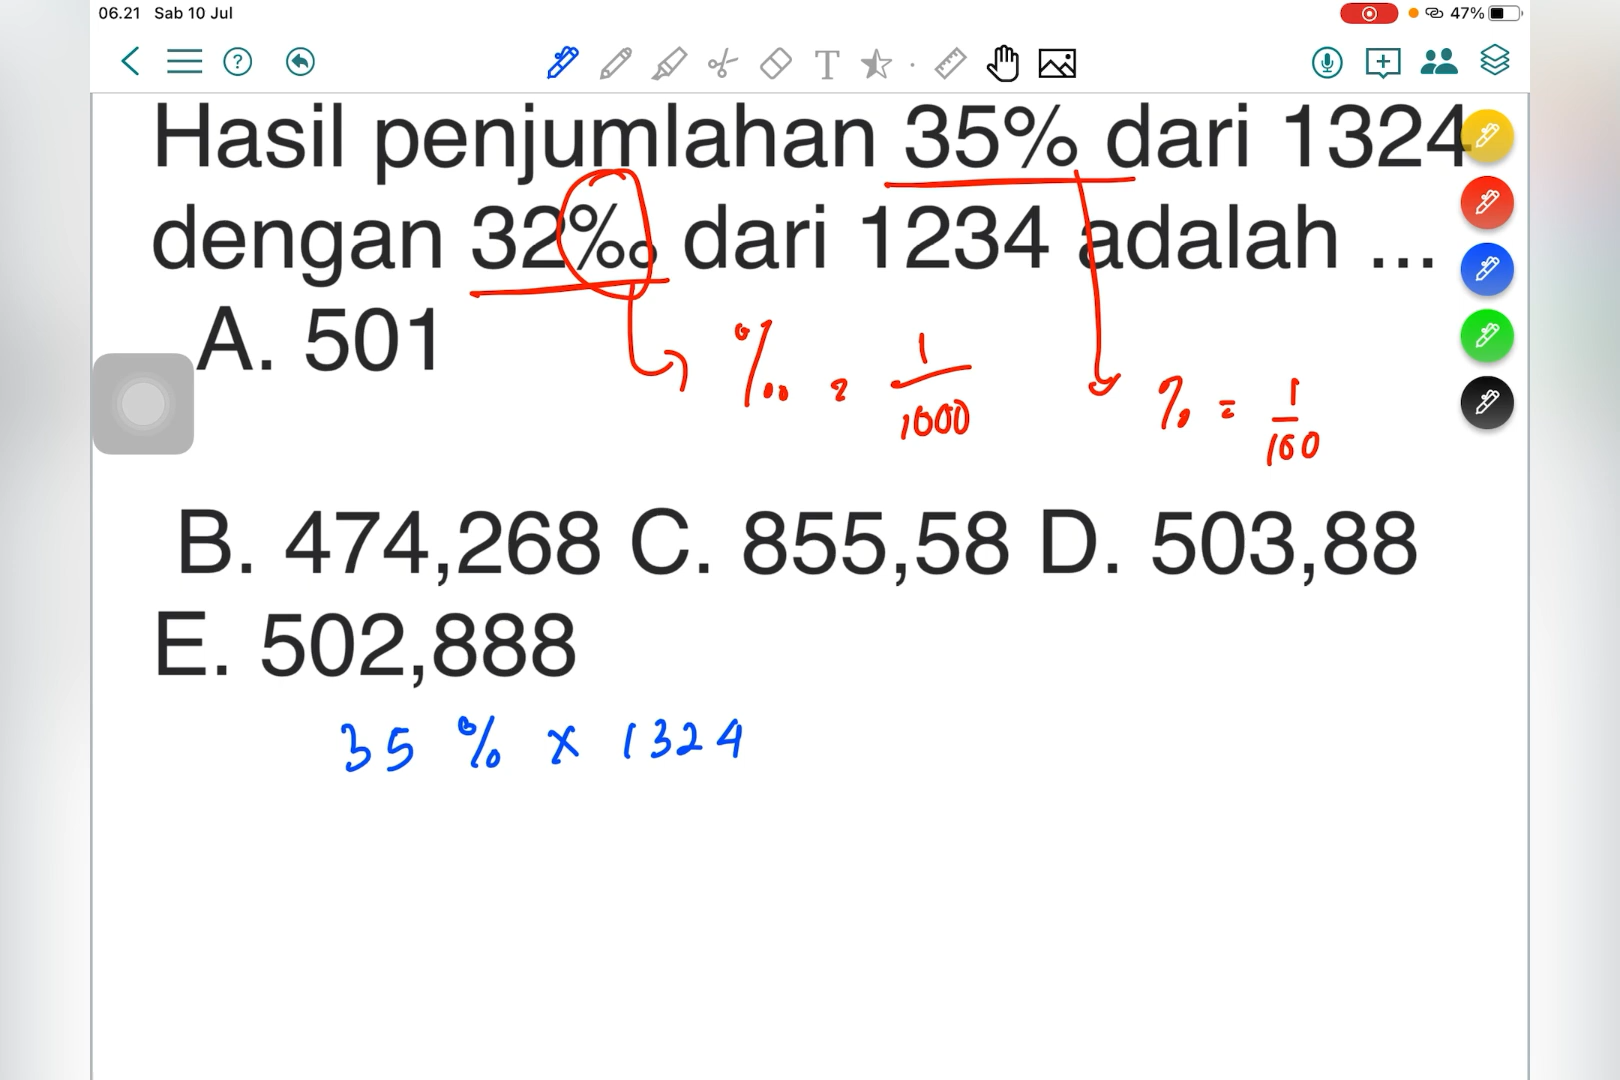 06.21 Sab 10 Jul 47%
Hasil penjumlahan 35% dari 1324
dengan 32‰ dari 1234 adalah ...
A. 501
‰ = 1/1000
% = 1/100
B. 474,268 C. 855,58 D. 503,88
E. 502,888
35 % x 1324